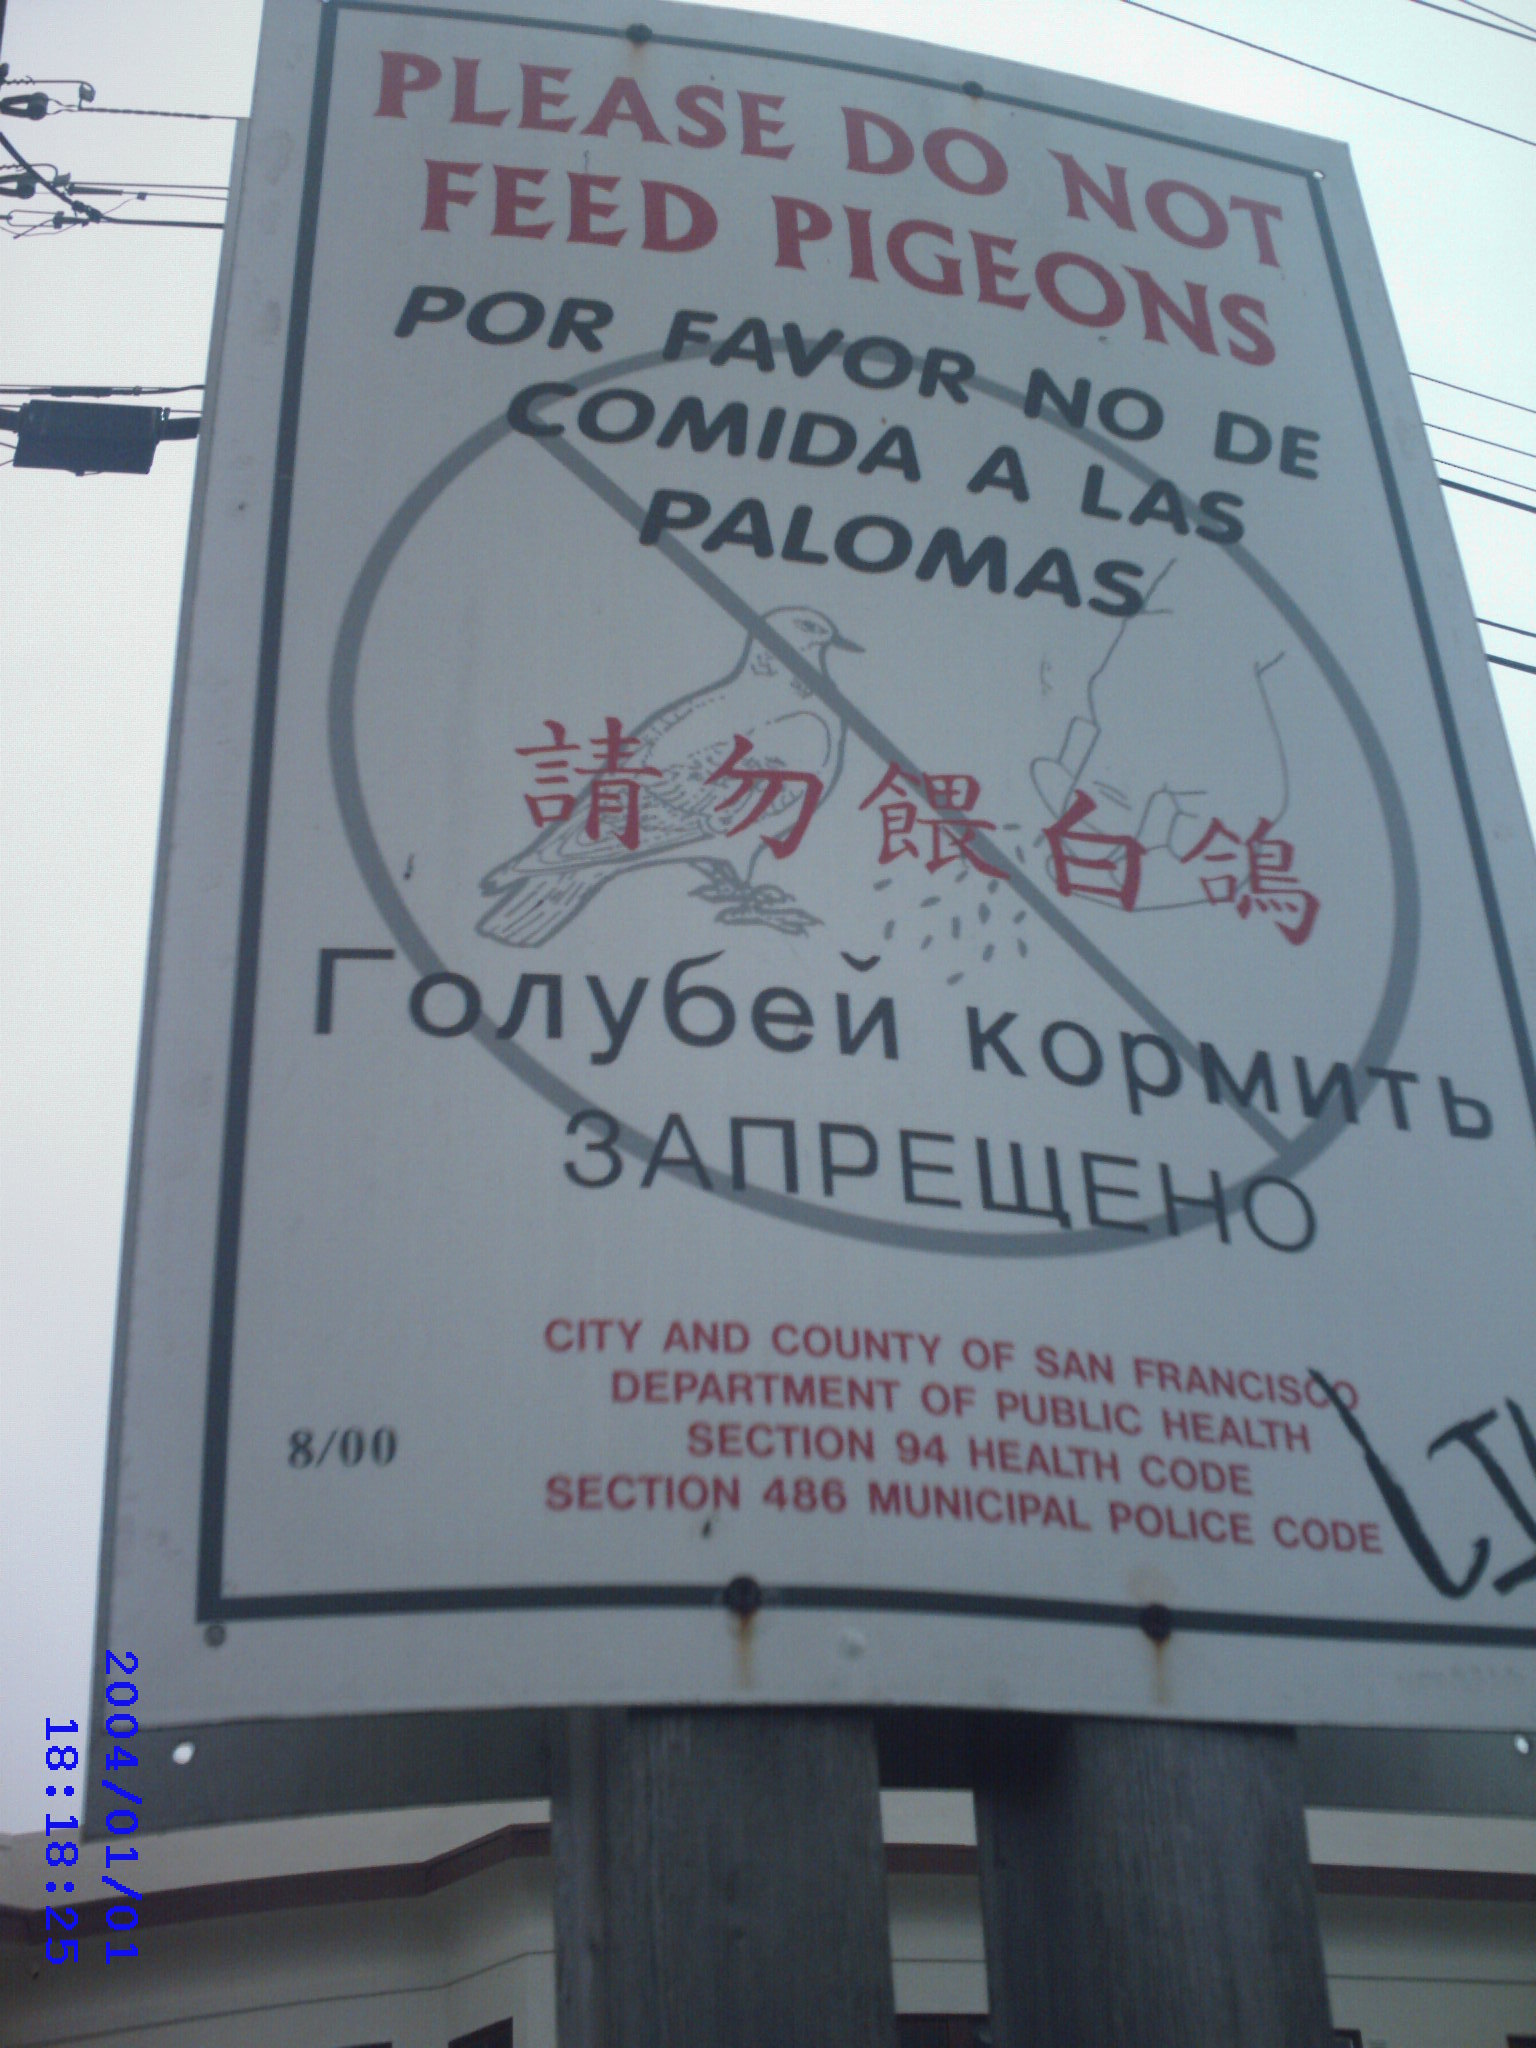 PLEASE DO NOT
FEED PIGEONS
POR FAVOR NO DE
COMIDA A LAS
PALOMAS
請勿餵白鴿
Голубей кормить
ЗАПРЕЩЕНО
CITY AND COUNTY OF SAN FRANCISCO
DEPARTMENT OF PUBLIC HEALTH
SECTION 94 HEALTH CODE
SECTION 486 MUNICIPAL POLICE CODE
8/00
2004/01/01
18:18:25